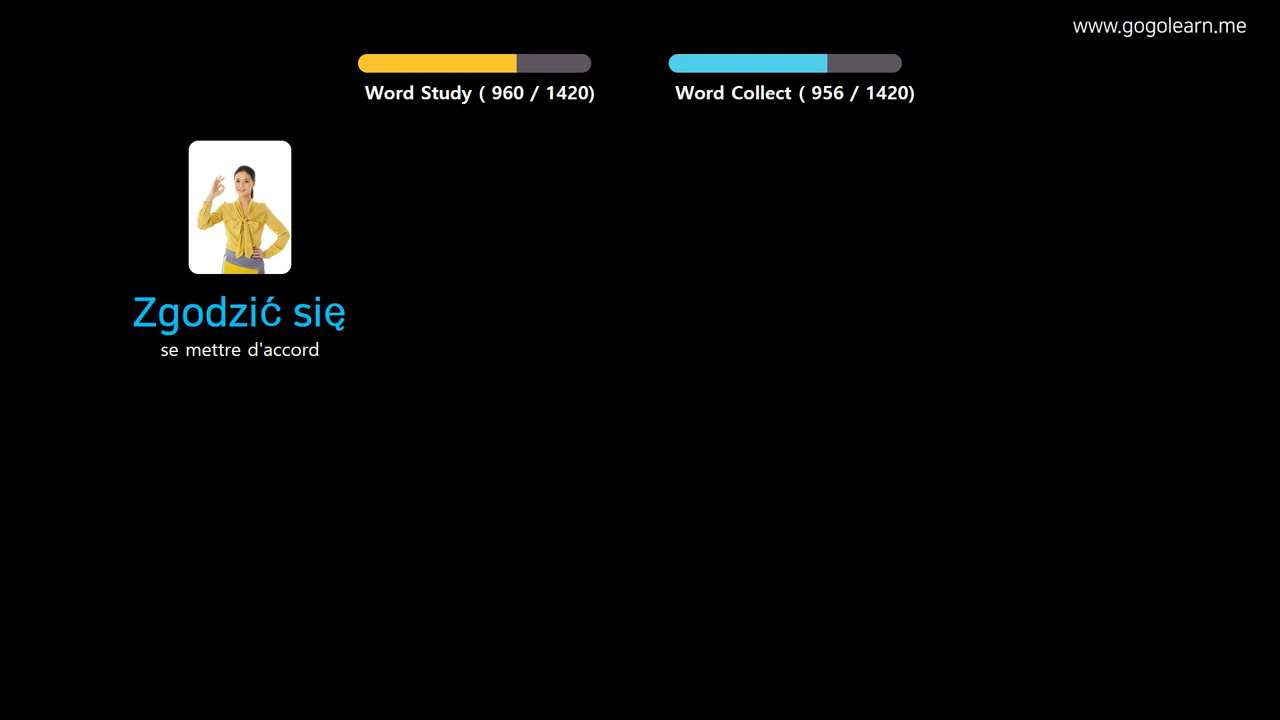 www.gogolearn.me
Word Study ( 960 / 1420)
Word Collect ( 956 / 1420)
Zgodzić się
se mettre d'accord